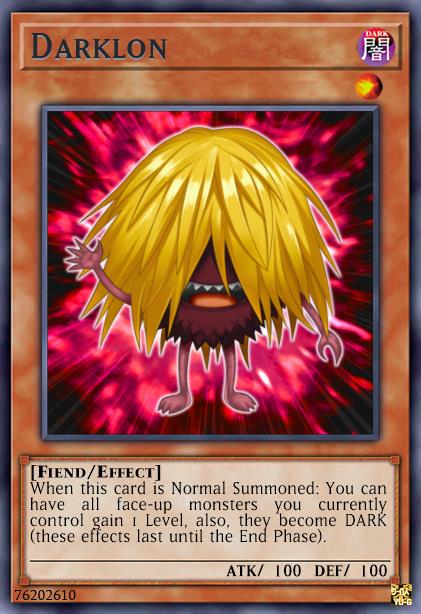 Darklon
DARK
闇
[Fiend/Effect]
When this card is Normal Summoned: You can
have all face-up monsters you currently
control gain 1 Level, also, they become DARK
(these effects last until the End Phase).
ATK/ 100 DEF/ 100
76202610